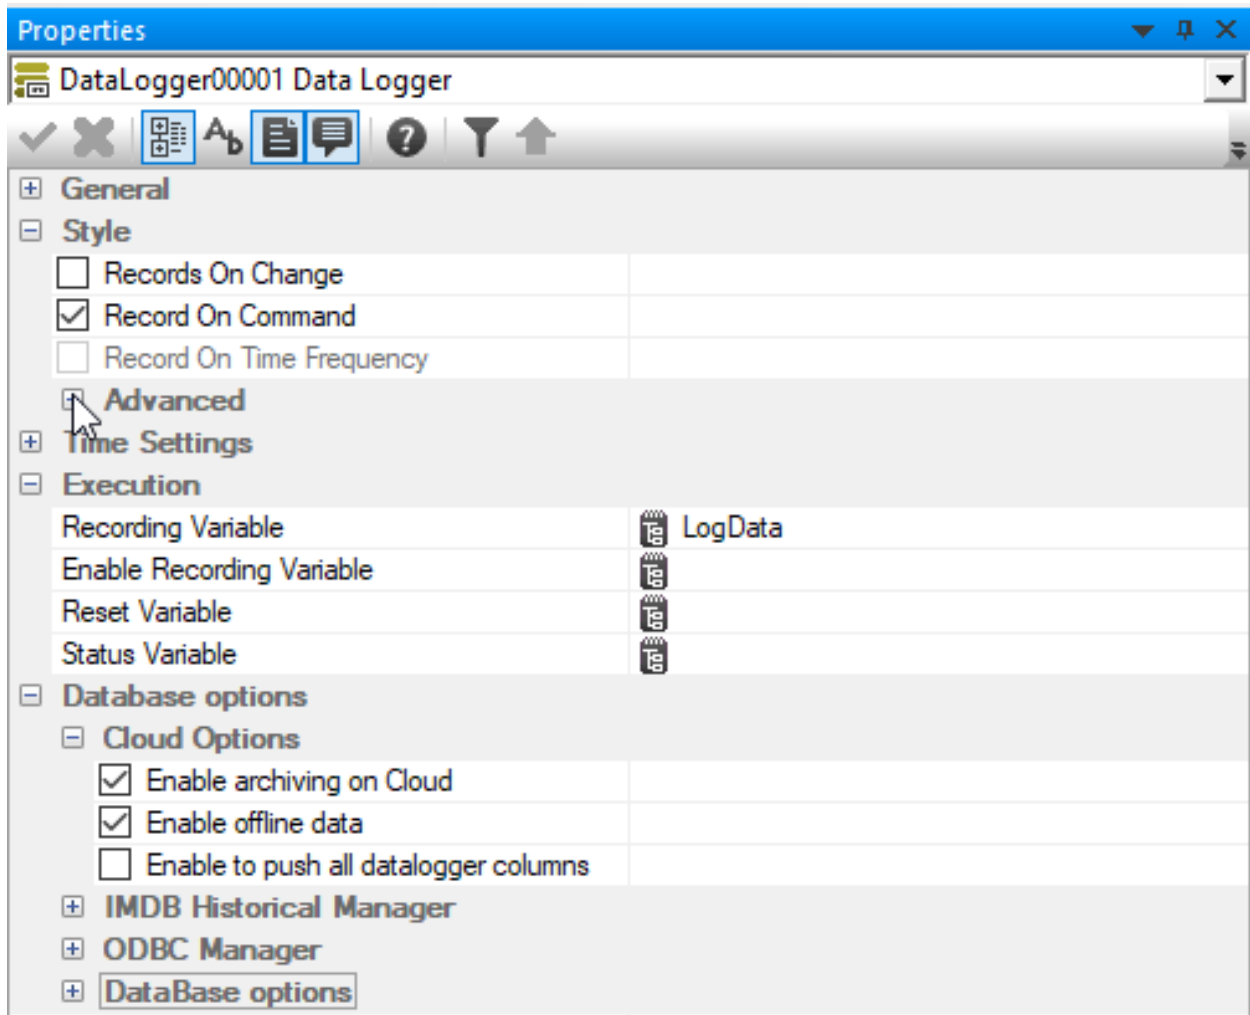 Properties
DataLogger00001 Data Logger
General
Style
Records On Change
Record On Command
Record On Time Frequency
Advanced
Time Settings
Execution
Recording Variable LogData
Enable Recording Variable
Reset Variable
Status Variable
Database options
Cloud Options
Enable archiving on Cloud
Enable offline data
Enable to push all datalogger columns
IMDB Historical Manager
ODBC Manager
DataBase options